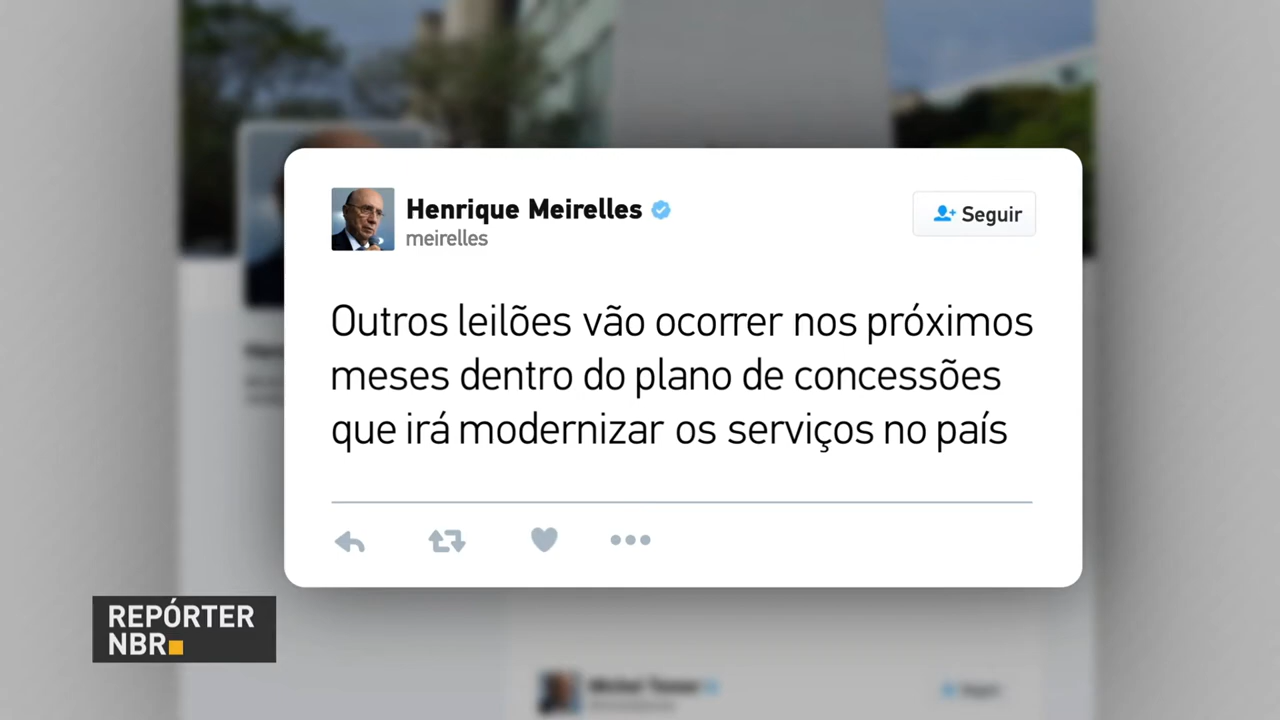 Henrique Meirelles
meirelles
Seguir
Outros leilões vão ocorrer nos próximos
meses dentro do plano de concessões
que irá modernizar os serviços no país
REPÓRTER
NBR